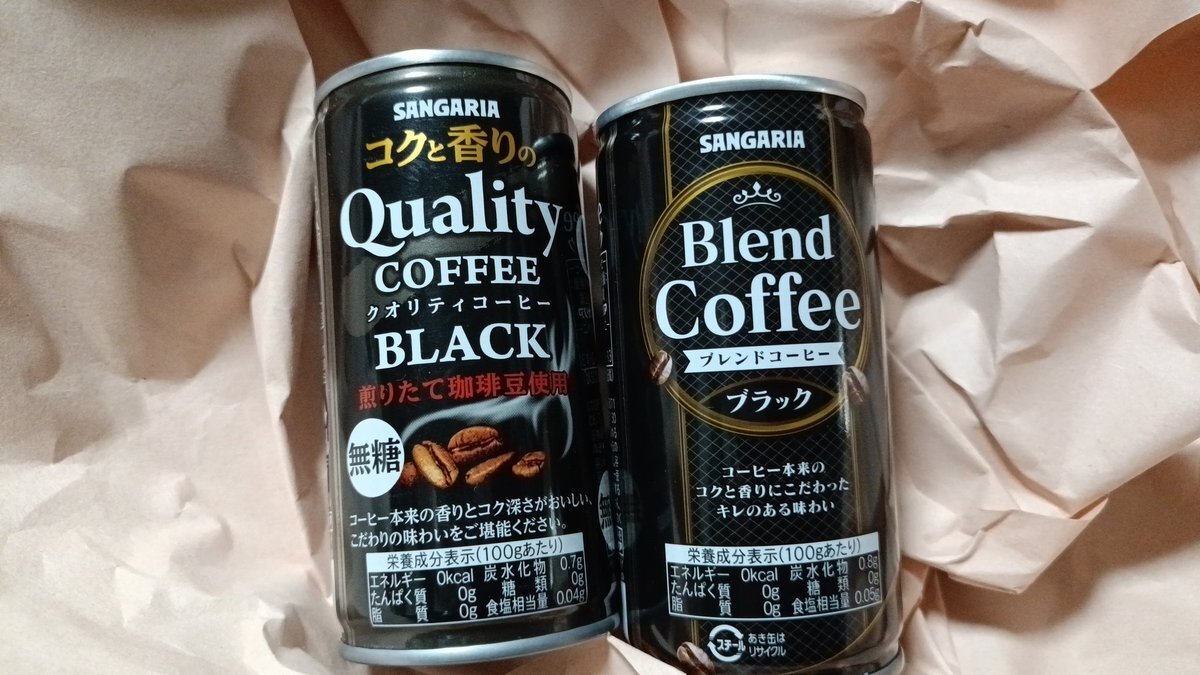 SANGARIA
コクと香りの
Quality
COFFEE
クオリティコーヒー
BLACK
煎りたて珈琲豆使用
無糖
コーヒー本来の香りとコク深さがおいしい、
こだわりの味わいをご堪能ください。
栄養成分表示(100gあたり)
エネルギー 0kcal 炭水化物 0.7g
たんぱく質 0g 糖類 0g
脂質 0g 食塩相当量 0.04g
SANGARIA
Blend
Coffee
ブレンドコーヒー
ブラック
コーヒー本来の
コクと香りにこだわった
キレのある味わい
栄養成分表示(100gあたり)
エネルギー 0kcal 炭水化物 0.8g
たんぱく質 0g 糖類 0g
脂質 0g 食塩相当量 0.05g
スチール
あき缶は
リサイクル